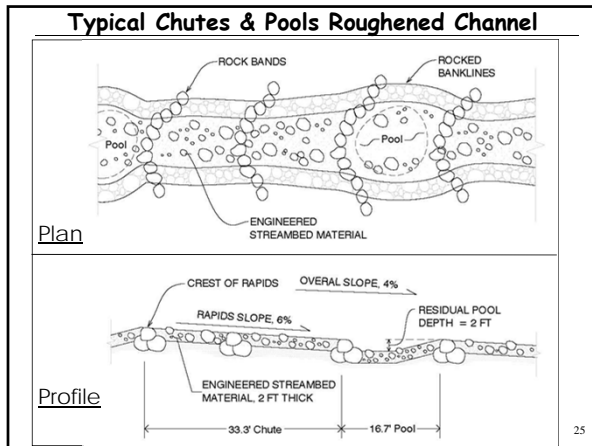 Typical Chutes & Pools Roughened Channel
ROCK BANDS
ROCKED
BANKLINES
Pool
Pool
ENGINEERED
STREAMBED MATERIAL
Plan
CREST OF RAPIDS
OVERAL SLOPE, 4%
RAPIDS SLOPE, 6%
RESIDUAL POOL
DEPTH = 2 FT
ENGINEERED STREAMBED
MATERIAL, 2 FT THICK
Profile
33.3' Chute
16.7' Pool
25